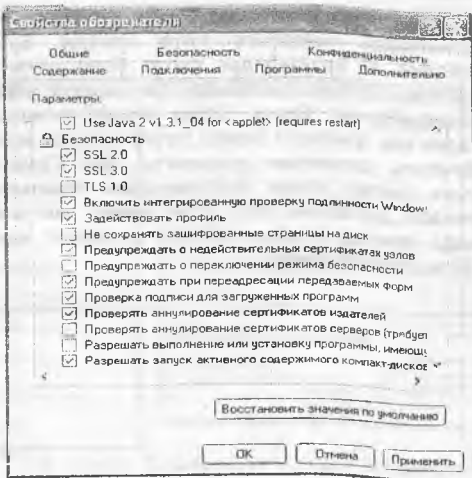 Свойства обозревателя
Общие Безопасность Конфиденциальность
Содержание Подключения Программы Дополнительно
Параметры:
Use Java 2 v1.3.1_04 for <applet> (requires restart)
Безопасность
SSL 2.0
SSL 3.0
TLS 1.0
Включить интегрированную проверку подлинности Window
Задействовать профиль
Не сохранять зашифрованные страницы на диск
Предупреждать о недействительных сертификатах узлов
Предупреждать о переключении режима безопасности
Предупреждать при переадресации передаваемых форм
Проверка подписи для загруженных программ
Проверять аннулирование сертификатов издателей
Проверять аннулирование сертификатов серверов (требует
Разрешать выполнение или установку программы, имеющ
Разрешать запуск активного содержимого компакт-дисков
Восстановить значения по умолчанию
OK Отмена Применить